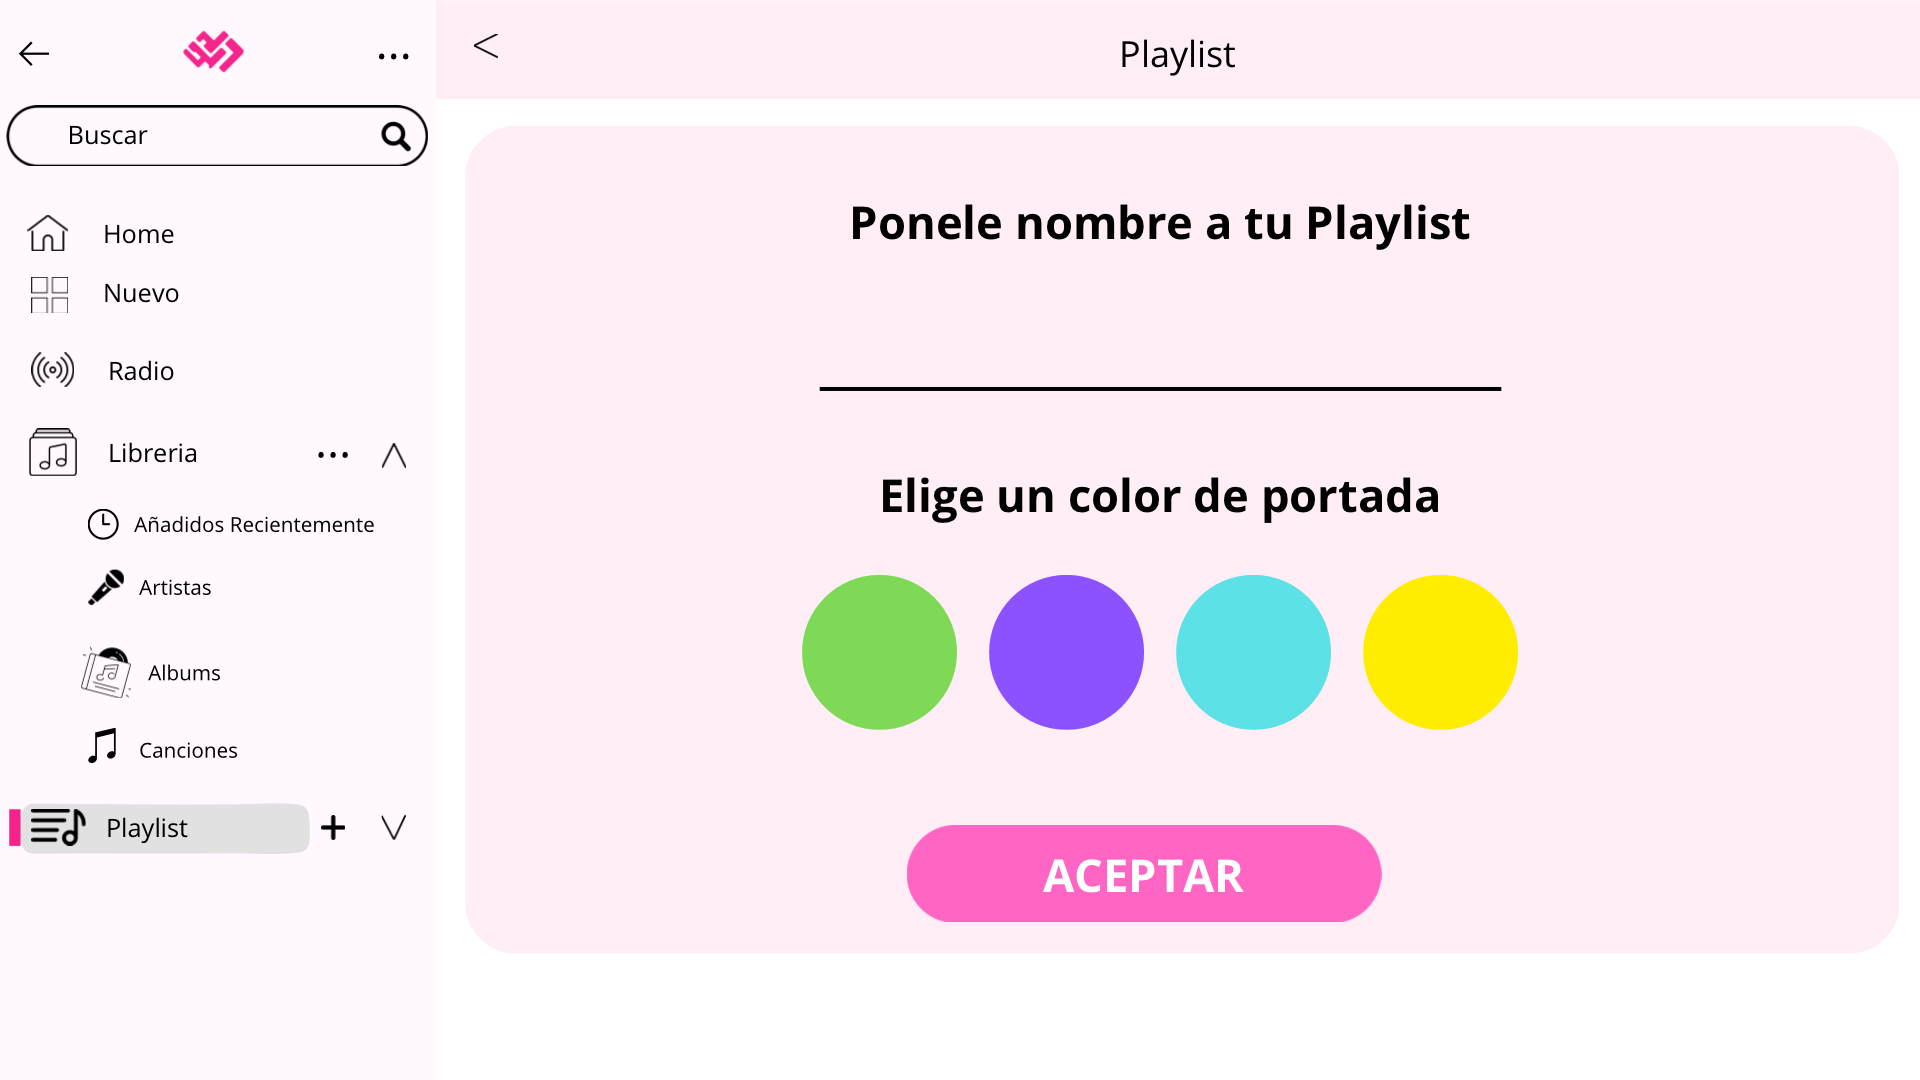 Buscar
Home
Nuevo
Radio
Libreria
Añadidos Recientemente
Artistas
Albums
Canciones
Playlist
Playlist
Ponele nombre a tu Playlist
Elige un color de portada
ACEPTAR